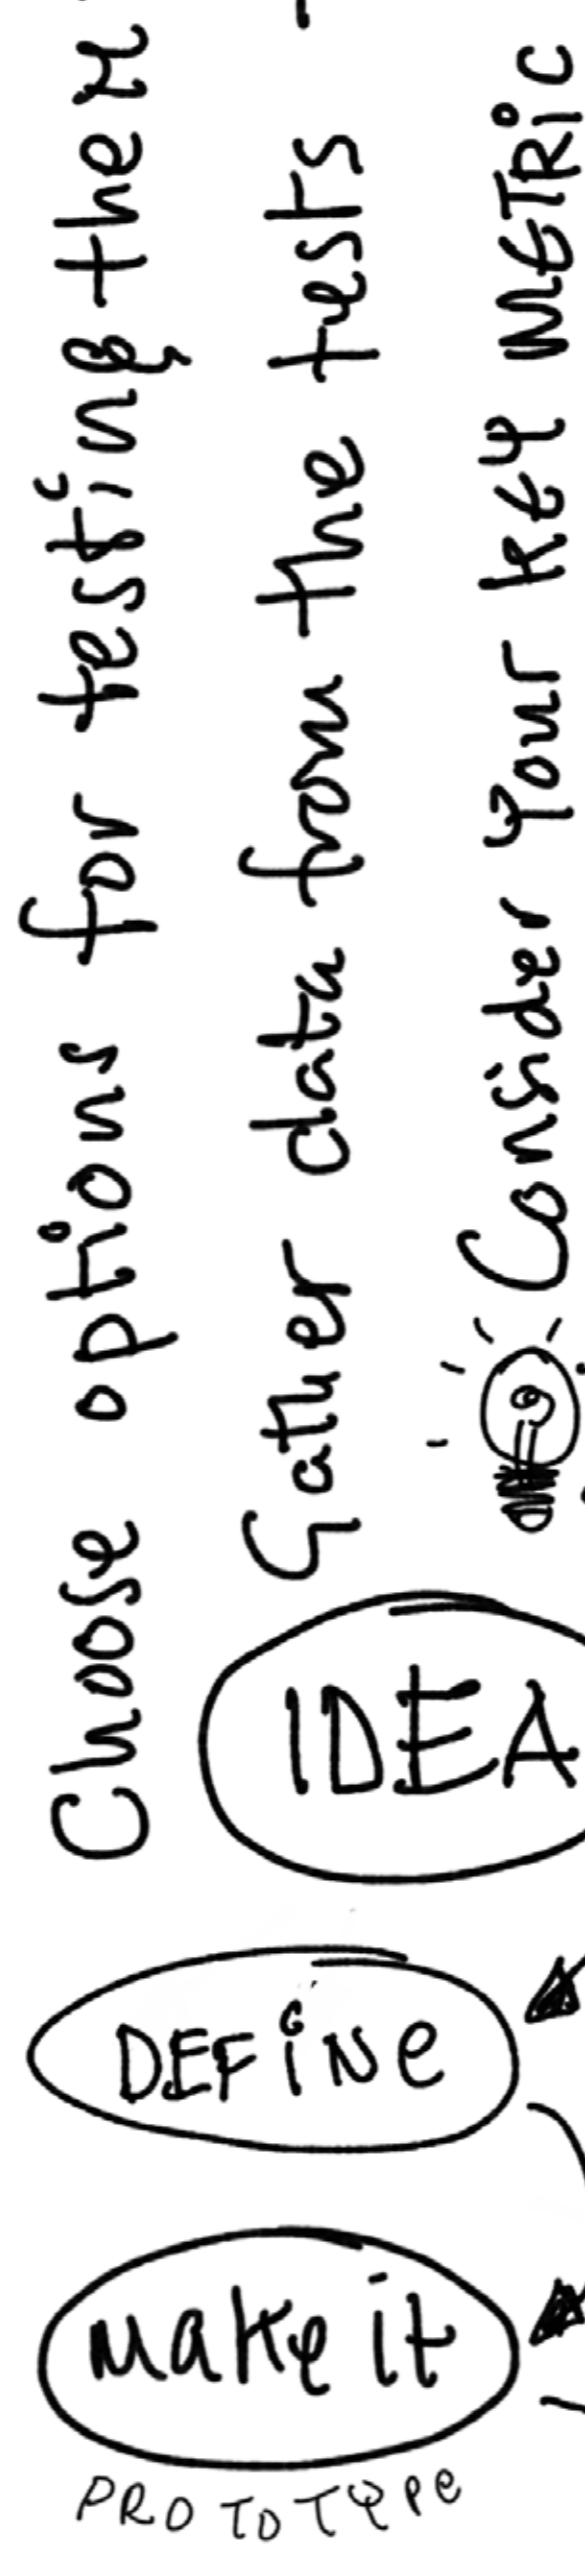 Choose options for testing them
Gather data from the tests -
Consider Your KEY METRIC
IDEA
DEFiNe
Make it
PROTOTYPe